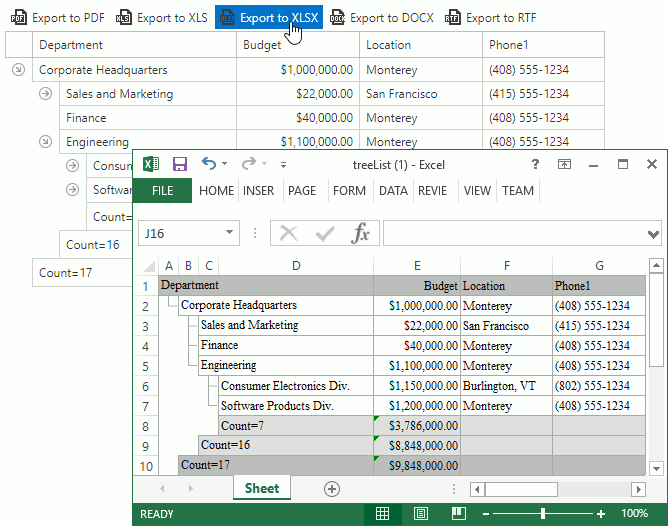 Export to PDF Export to XLS Export to XLSX Export to DOCX Export to RTF
Department Budget Location Phone1
Corporate Headquarters $1,000,000.00 Monterey (408) 555-1234
Sales and Marketing $22,000.00 San Francisco (415) 555-1234
Finance $40,000.00 Monterey (408) 555-1234
Engineering $1,100,000.00 Monterey (408) 555-1234
Consum
Softwar
Count=
Count=16
Count=17
treeList (1) - Excel ?
FILE HOME INSER PAGE FORM DATA REVIE VIEW TEAM
J16 fx
A B C D E F G
1 Department Budget Location Phone1
2 Corporate Headquarters $1,000,000.00 Monterey (408) 555-1234
3 Sales and Marketing $22,000.00 San Francisco (415) 555-1234
4 Finance $40,000.00 Monterey (408) 555-1234
5 Engineering $1,100,000.00 Monterey (408) 555-1234
6 Consumer Electronics Div. $1,150,000.00 Burlington, VT (802) 555-1234
7 Software Products Div. $1,200,000.00 Monterey (408) 555-1234
8 Count=7 $3,786,000.00
9 Count=16 $8,848,000.00
10 Count=17 $9,848,000.00
Sheet
READY 100%